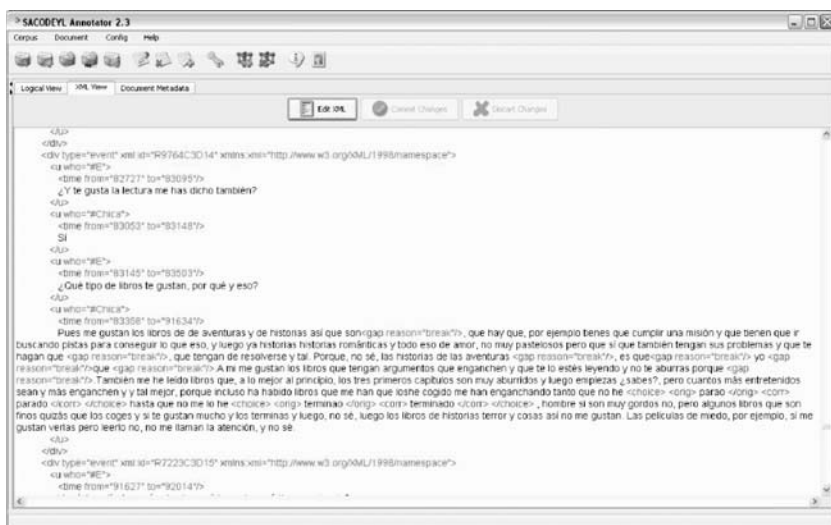 SACODEYL Annotator 2.3
Corpus Document Config Help
Logical View XML View Document Metadata
Edit XML Commit Changes Discart Changes
</u>
</div>
<div type="event" xml:id="R9764C3D14" xmlns:xml="http://www.w3.org/XML/1998/namespace">
<u who="#E">
<time from="82727" to="83095"/>
¿Y te gusta la lectura me has dicho también?
</u>
<u who="#Chica">
<time from="83053" to="83148"/>
Sí
</u>
<u who="#E">
<time from="83145" to="83503"/>
¿Qué tipo de libros te gustan, por qué y eso?
</u>
<u who="#Chica">
<time from="83358" to="91634"/>
Pues me gustan los libros de de aventuras y de historias así que son<gap reason="break"/>, que hay que, por ejemplo tienes que cumplir una misión y que tienen que ir
buscando pistas para conseguir lo que eso, y luego ya historias historias románticas y todo eso de amor, no muy pastelosos pero que sí que también tengan sus problemas y que te
hagan que <gap reason="break"/>, que tengan de resolverse y tal. Porque, no sé, las historias de las aventuras <gap reason="break"/>, es que<gap reason="break"/> yo <gap
reason="break"/>que <gap reason="break"/>.A mi me gustan los libros que tengan argumentos que enganchen y que te lo estés leyendo y no te aburras porque <gap
reason="break"/>.También me he leído libros que, a lo mejor al principio, los tres primeros capítulos son muy aburridos y luego empiezas ¿sabes?, pero cuantos más entretenidos
sean y más enganchen y y tal mejor, porque incluso ha habido libros que me han que loshe cogido me han enganchando tanto que no he <choice> <orig> parao </orig> <corr>
parado </corr> </choice> hasta que no me lo he <choice> <orig> terminao </orig> <corr> terminado </corr> </choice> , hombre si son muy gordos no, pero algunos libros que son
finos quizás que los coges y si te gustan mucho y los terminas y luego, no sé, luego los libros de historias terror y cosas así no me gustan. Las películas de miedo, por ejemplo, sí me
gustan verlas pero leerlo no, no me llaman la atención, y no sé.
</u>
</div>
<div type="event" xml:id="R7223C3D15" xmlns:xml="http://www.w3.org/XML/1998/namespace">
<u who="#E">
<time from="91627" to="92014"/>